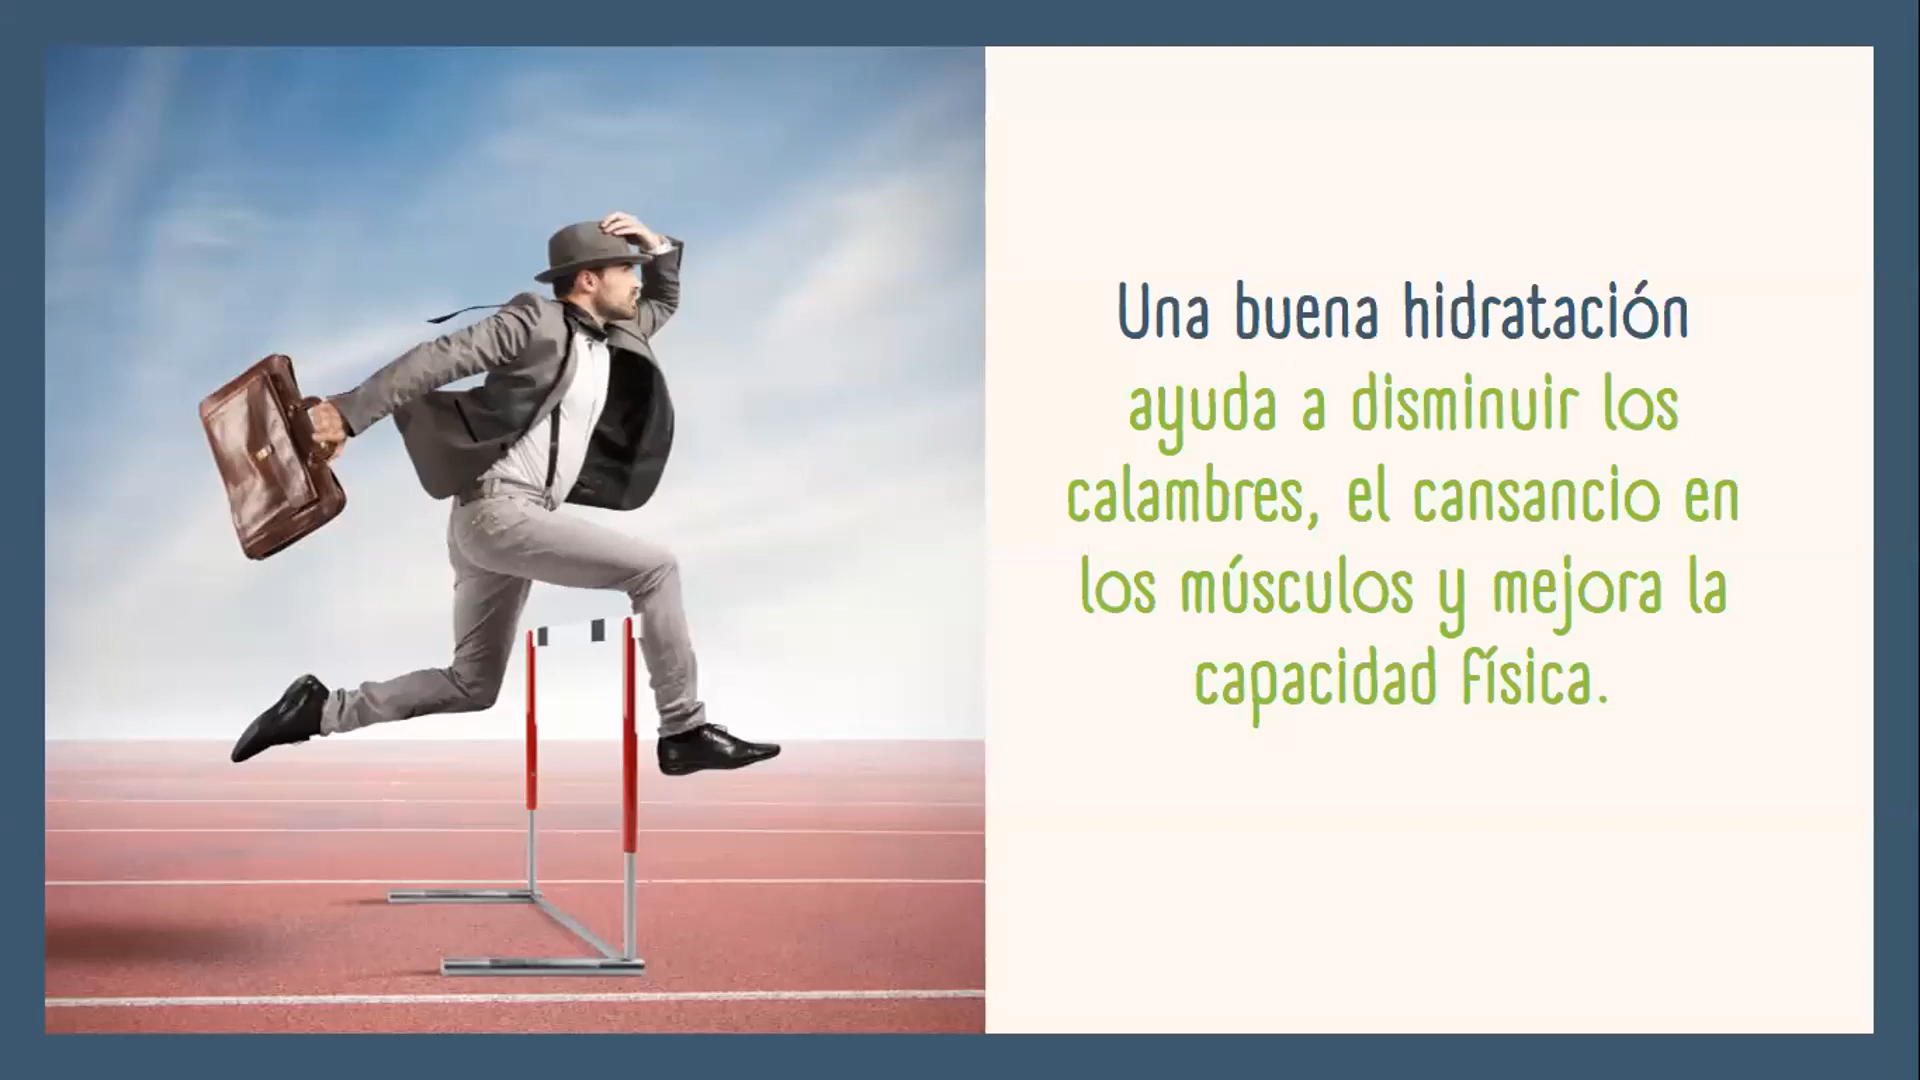 Una buena hidratación
ayuda a disminuir los
calambres, el cansancio en
los músculos y mejora la
capacidad física.